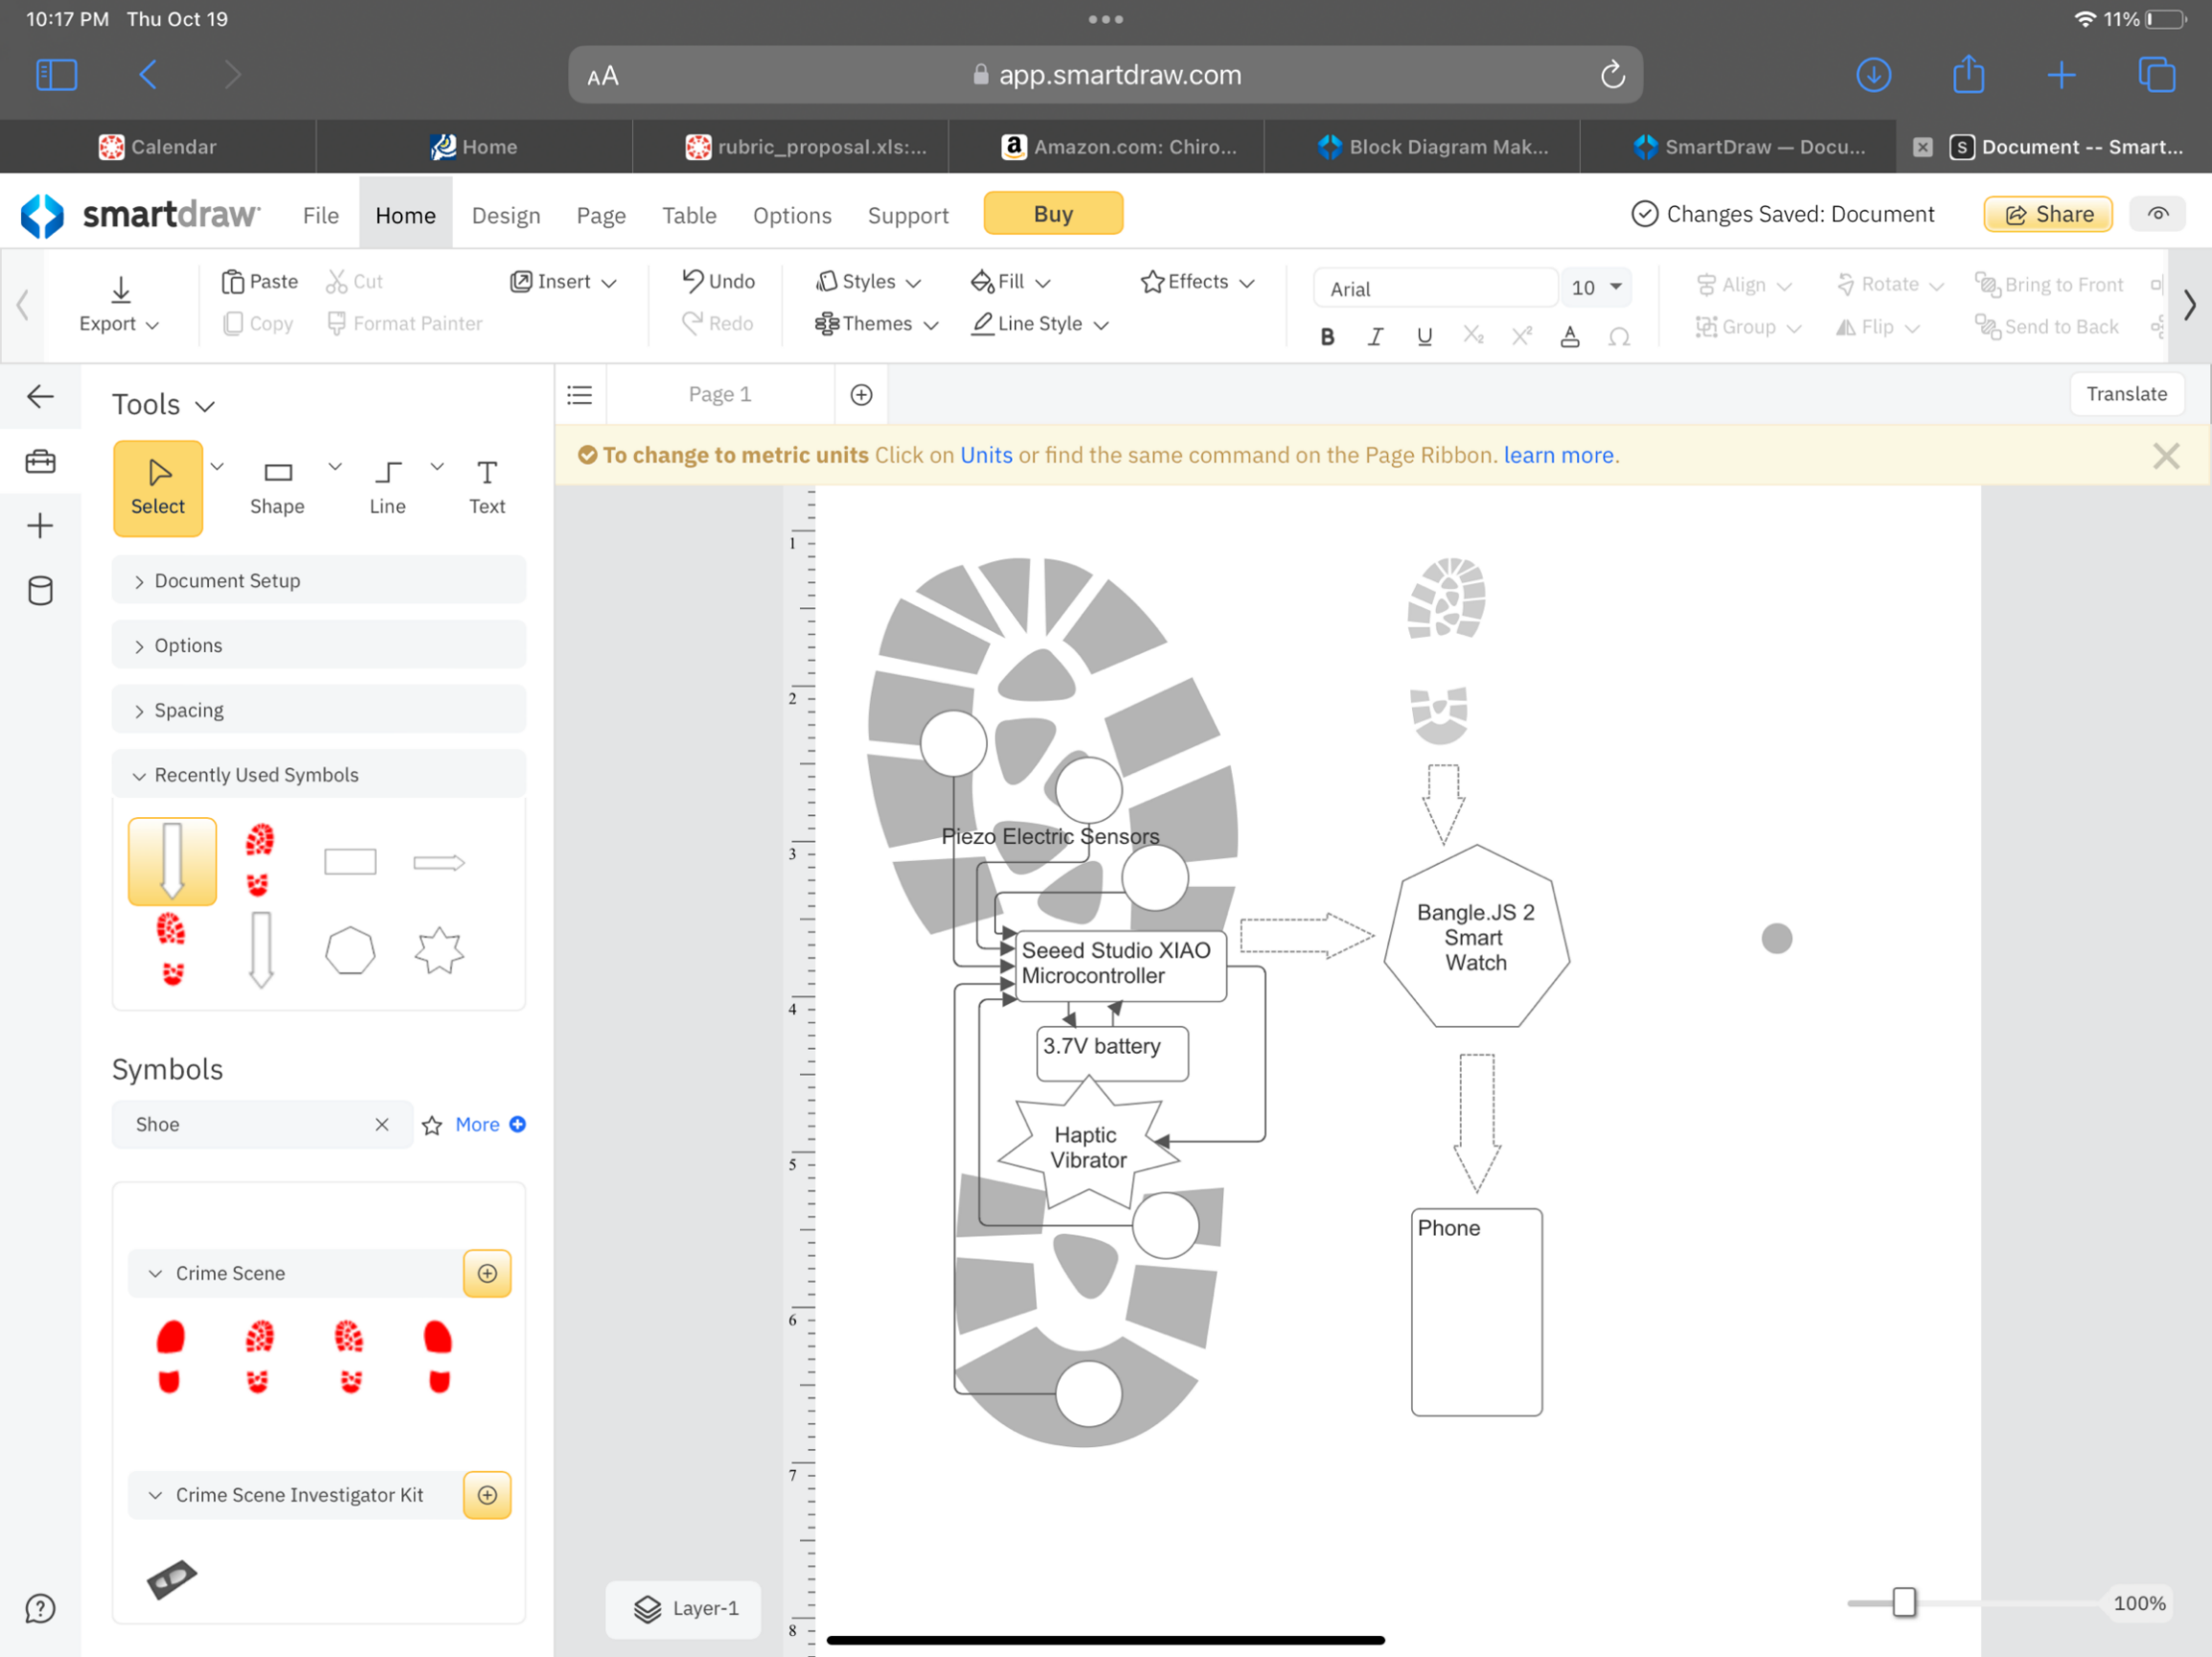 10:17 PM Thu Oct 19
11%
AA
app.smartdraw.com
Calendar
Home
rubric_proposal.xls:...
Amazon.com: Chiro...
Block Diagram Mak...
SmartDraw — Docu...
Document -- Smart...
smartdraw
File
Home
Design
Page
Table
Options
Support
Buy
Changes Saved: Document
Share
Export
Paste
Cut
Copy
Format Painter
Insert
Undo
Redo
Styles
Themes
Fill
Line Style
Effects
Arial
10
B I U X₂ X² A Ω
Align
Group
Rotate
Flip
Bring to Front
Send to Back
Tools
Select
Shape
Line
Text
Document Setup
Options
Spacing
Recently Used Symbols
Symbols
Shoe
More
Crime Scene
Crime Scene Investigator Kit
Page 1
Translate
To change to metric units Click on Units or find the same command on the Page Ribbon. learn more.
1
2
3
4
5
6
7
8
Piezo Electric Sensors
Seeed Studio XIAO
Microcontroller
3.7V battery
Haptic
Vibrator
Bangle.JS 2
Smart
Watch
Phone
Layer-1
100%